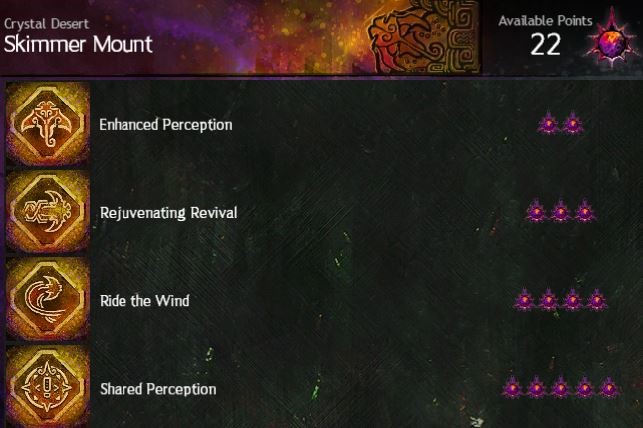 Crystal Desert
Skimmer Mount
Available Points
22
Enhanced Perception
Rejuvenating Revival
Ride the Wind
Shared Perception